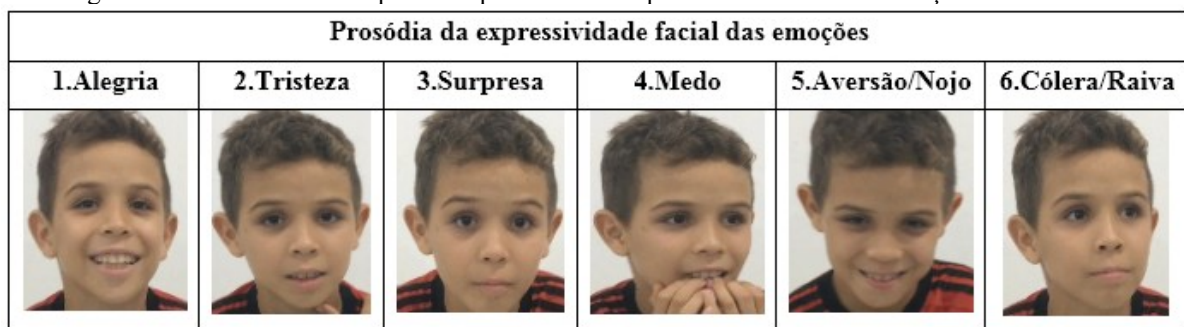 Prosódia da expressividade facial das emoções
1.Alegria 2.Tristeza 3.Surpresa 4.Medo 5.Aversão/Nojo 6.Cólera/Raiva